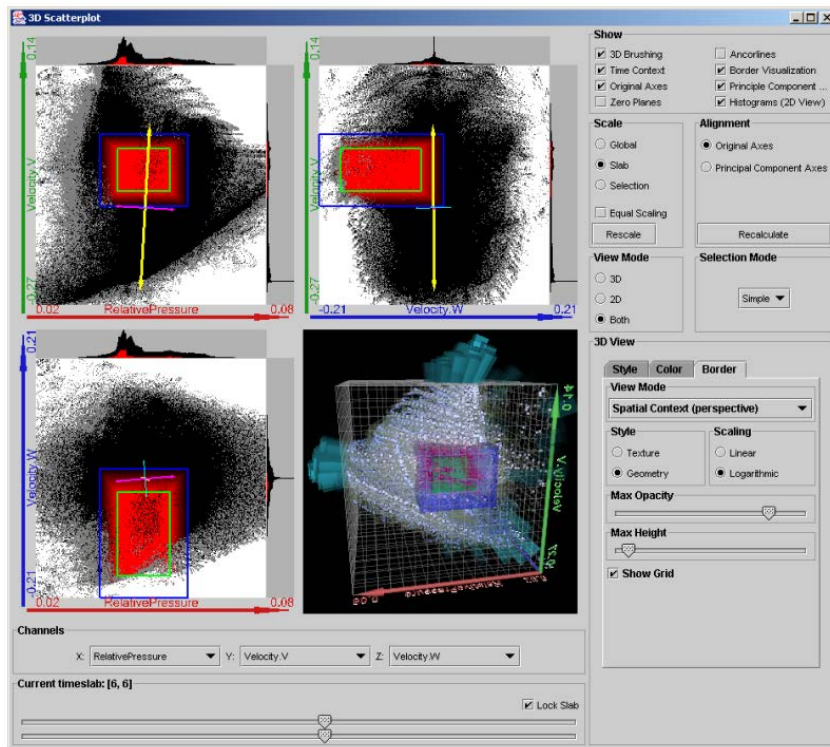 3D Scatterplot
0.14
Velocity.V
-0.27
0.02
RelativePressure
0.08
0.14
Velocity.V
-0.27
-0.21
Velocity.W
0.21
0.21
Velocity.W
-0.21
0.02
RelativePressure
0.08
0.14
Velocity.V
RelativePressure
Show
3D Brushing
Ancorlines
Time Context
Border Visualization
Original Axes
Principle Component ...
Zero Planes
Histograms (2D View)
Scale
Alignment
Global
Original Axes
Slab
Principal Component Axes
Selection
Equal Scaling
Rescale
Recalculate
View Mode
Selection Mode
3D
2D
Simple
Both
3D View
Style Color Border
View Mode
Spatial Context (perspective)
Style
Scaling
Texture
Linear
Geometry
Logarithmic
Max Opacity
Max Height
Show Grid
Channels
X: RelativePressure Y: Velocity.V Z: Velocity.W
Current timeslab: [6, 6]
Lock Slab